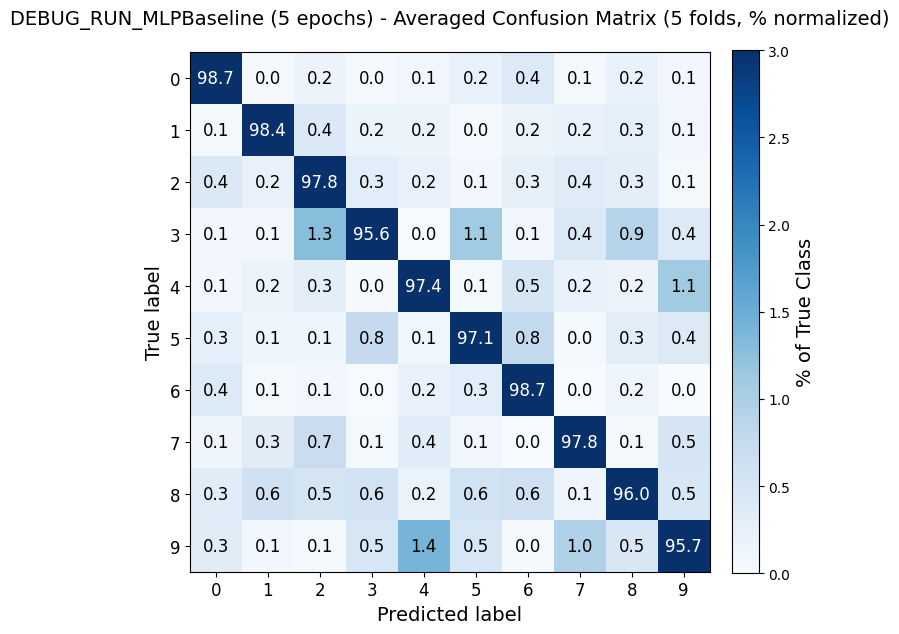 DEBUG_RUN_MLPBaseline (5 epochs) - Averaged Confusion Matrix (5 folds, % normalized)
0 98.7 0.0 0.2 0.0 0.1 0.2 0.4 0.1 0.2 0.1
1 0.1 98.4 0.4 0.2 0.2 0.0 0.2 0.2 0.3 0.1
2 0.4 0.2 97.8 0.3 0.2 0.1 0.3 0.4 0.3 0.1
3 0.1 0.1 1.3 95.6 0.0 1.1 0.1 0.4 0.9 0.4
4 0.1 0.2 0.3 0.0 97.4 0.1 0.5 0.2 0.2 1.1
5 0.3 0.1 0.1 0.8 0.1 97.1 0.8 0.0 0.3 0.4
6 0.4 0.1 0.1 0.0 0.2 0.3 98.7 0.0 0.2 0.0
7 0.1 0.3 0.7 0.1 0.4 0.1 0.0 97.8 0.1 0.5
8 0.3 0.6 0.5 0.6 0.2 0.6 0.6 0.1 96.0 0.5
9 0.3 0.1 0.1 0.5 1.4 0.5 0.0 1.0 0.5 95.7
0 1 2 3 4 5 6 7 8 9
Predicted label
True label
3.0
2.5
2.0
1.5
1.0
0.5
0.0
% of True Class